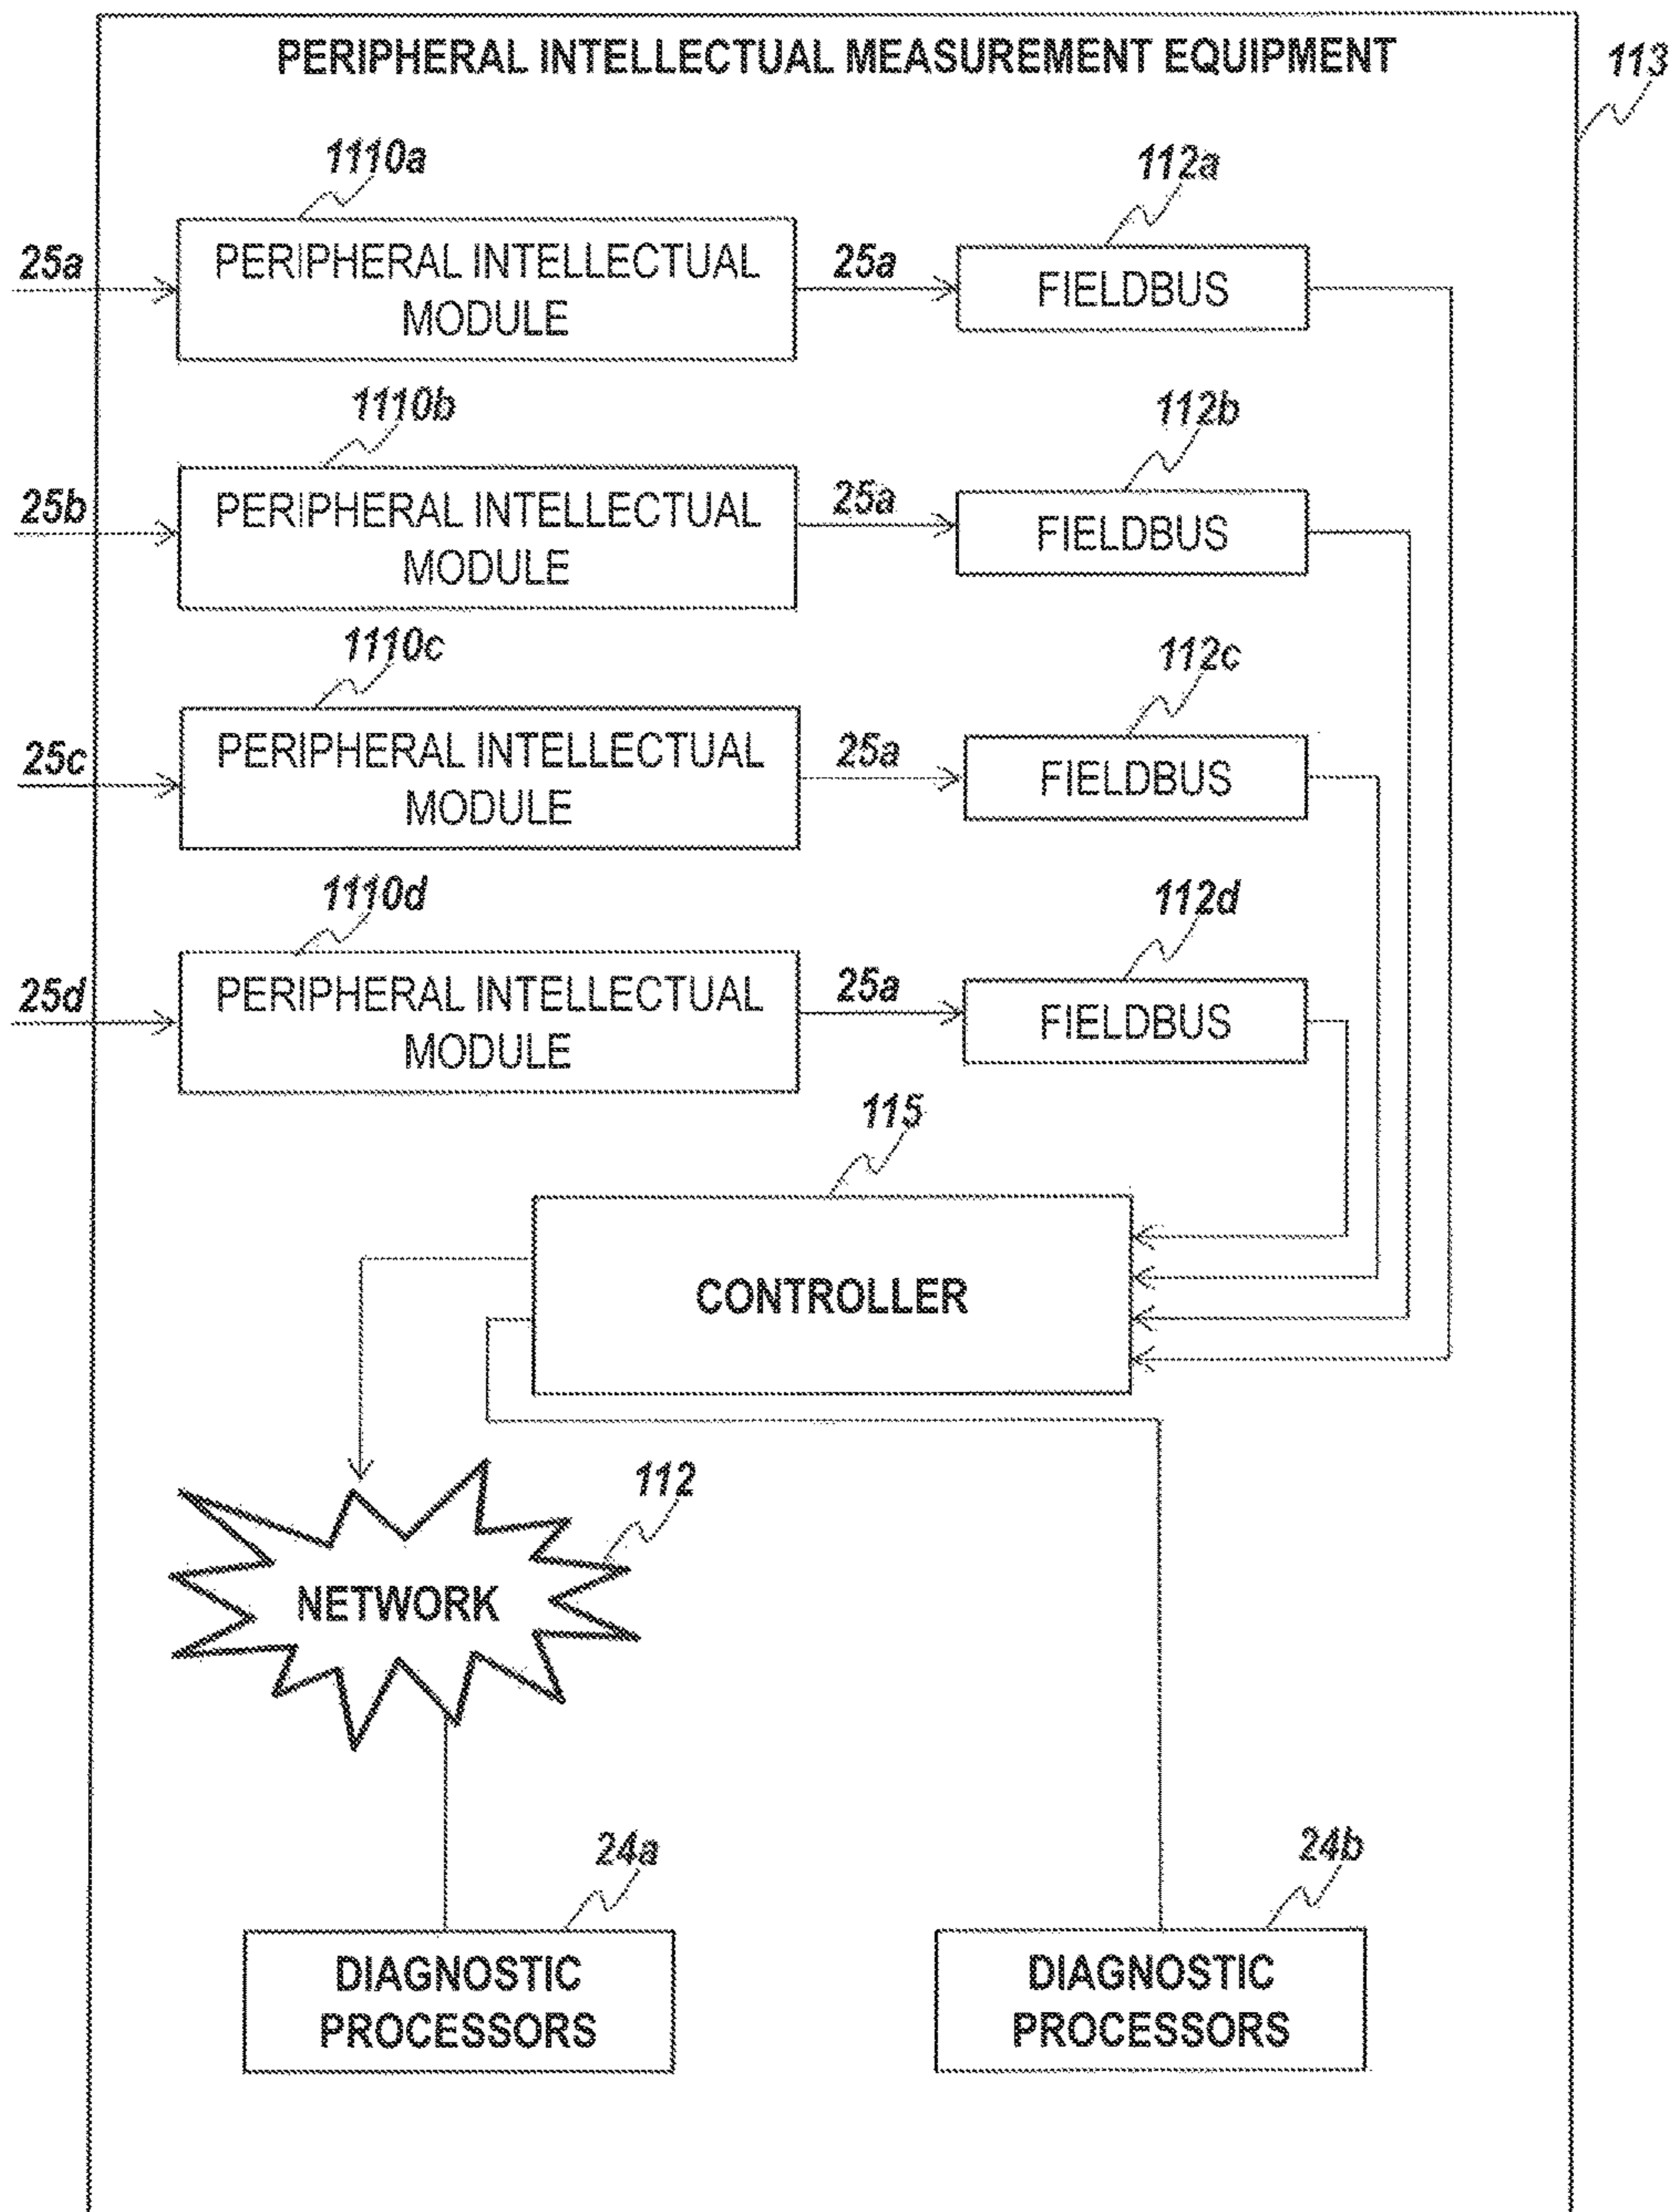 PERIPHERAL INTELLECTUAL MEASUREMENT EQUIPMENT
113
1110a
112a
25a
PERIPHERAL INTELLECTUAL
MODULE
25a
FIELDBUS
1110b
112b
25b
PERIPHERAL INTELLECTUAL
MODULE
25a
FIELDBUS
1110c
112c
25c
PERIPHERAL INTELLECTUAL
MODULE
25a
FIELDBUS
1110d
112d
25d
PERIPHERAL INTELLECTUAL
MODULE
25a
FIELDBUS
115
CONTROLLER
112
NETWORK
24a
24b
DIAGNOSTIC
PROCESSORS
DIAGNOSTIC
PROCESSORS